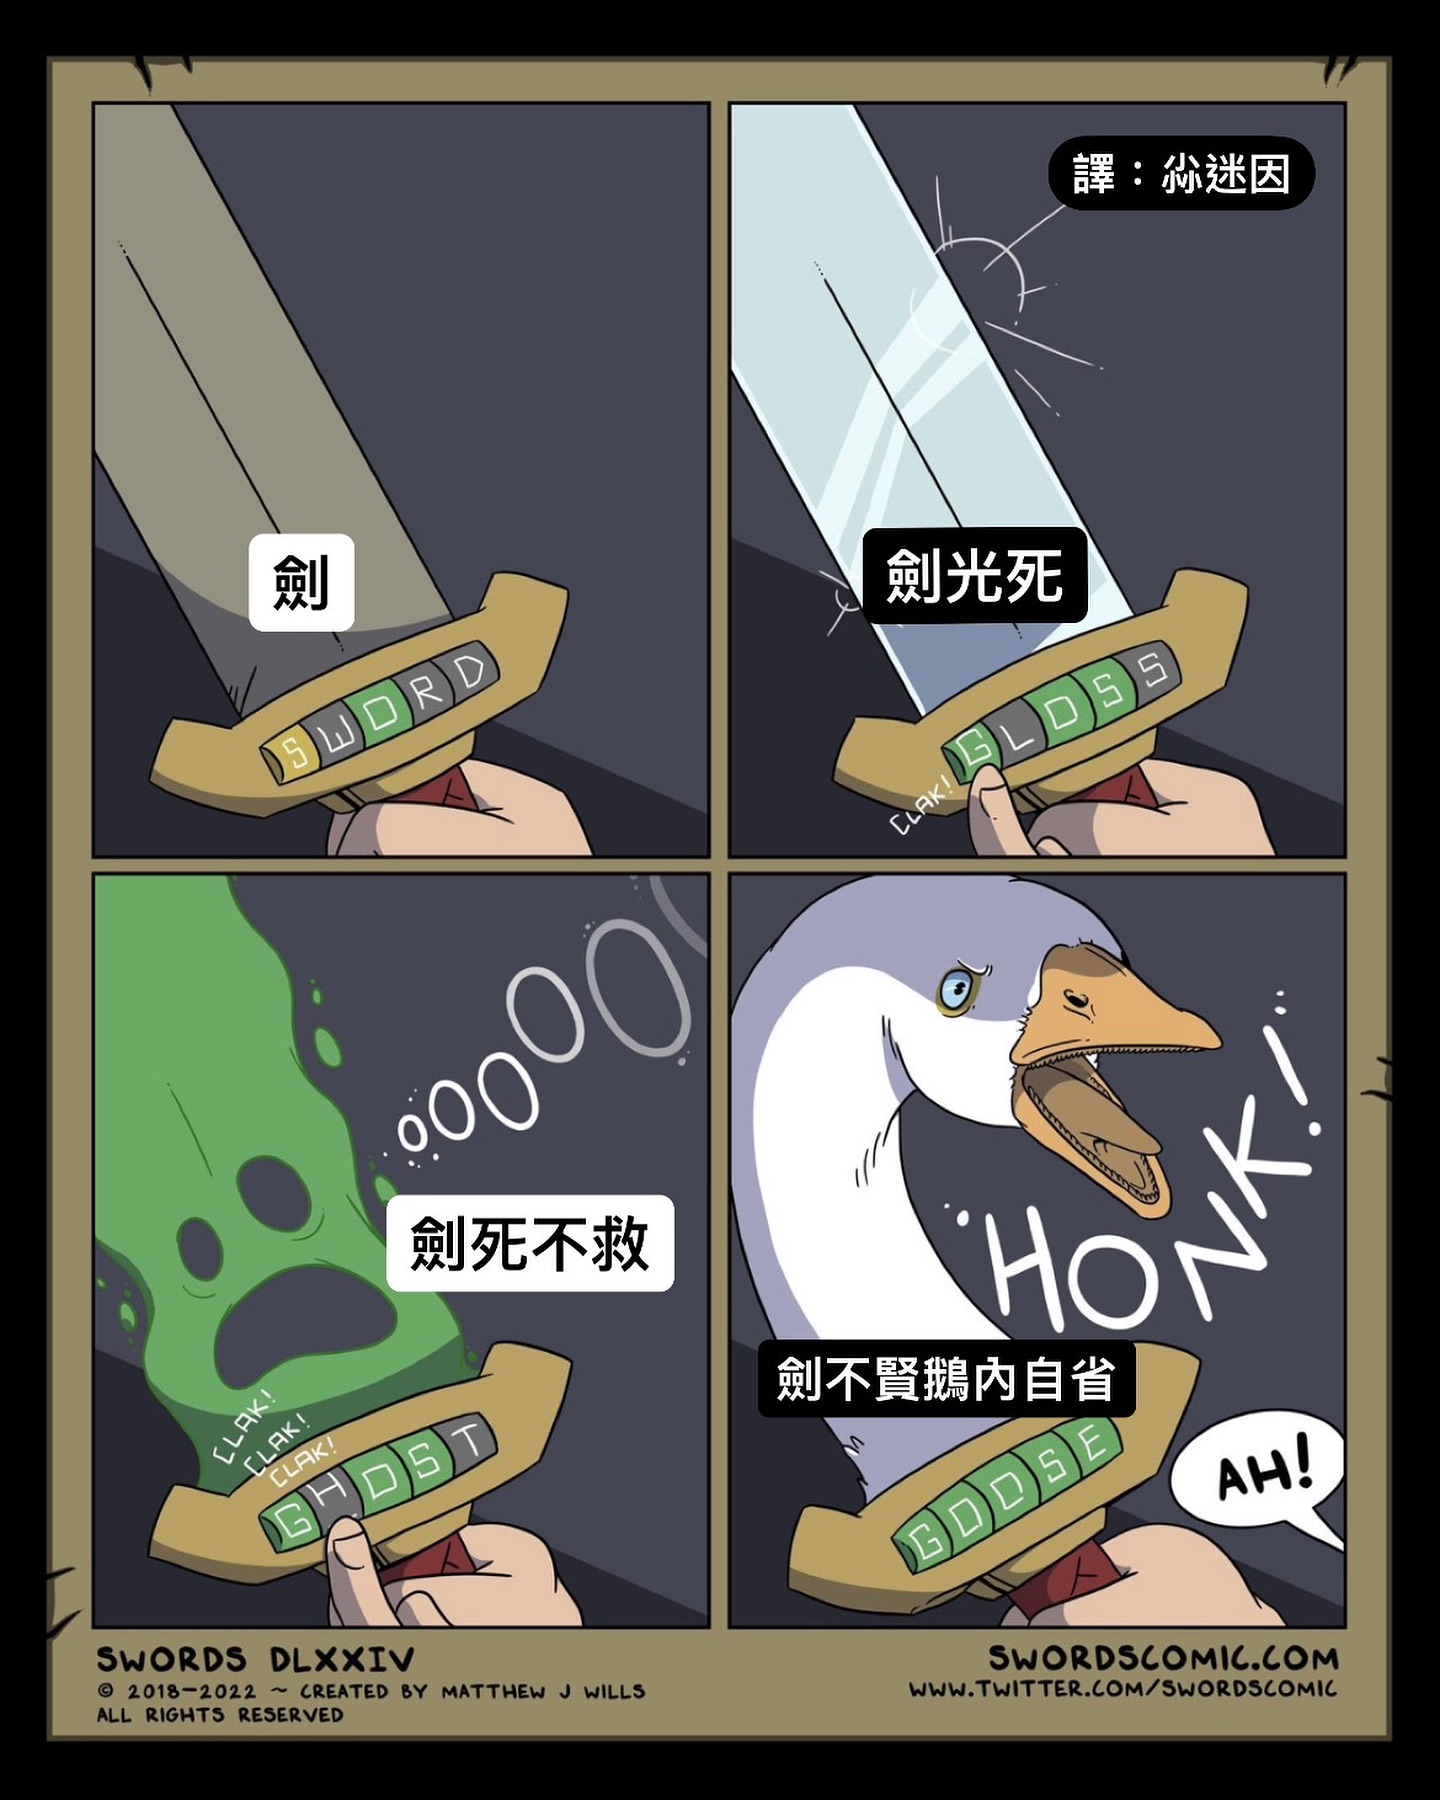 劍
SWORD
譯：尛迷因
劍光死
GLOSS
CLAK!
OOOOOO
劍死不救
CLAK!
CLAK!
CLAK!
GHOST
HONK!
劍不賢鵝內自省
GOOSE
AH!
SWORDS DLXXIV
© 2018-2022 ~ CREATED BY MATTHEW J WILLS
ALL RIGHTS RESERVED
SWORDSCOMIC.COM
WWW.TWITTER.COM/SWORDSCOMIC